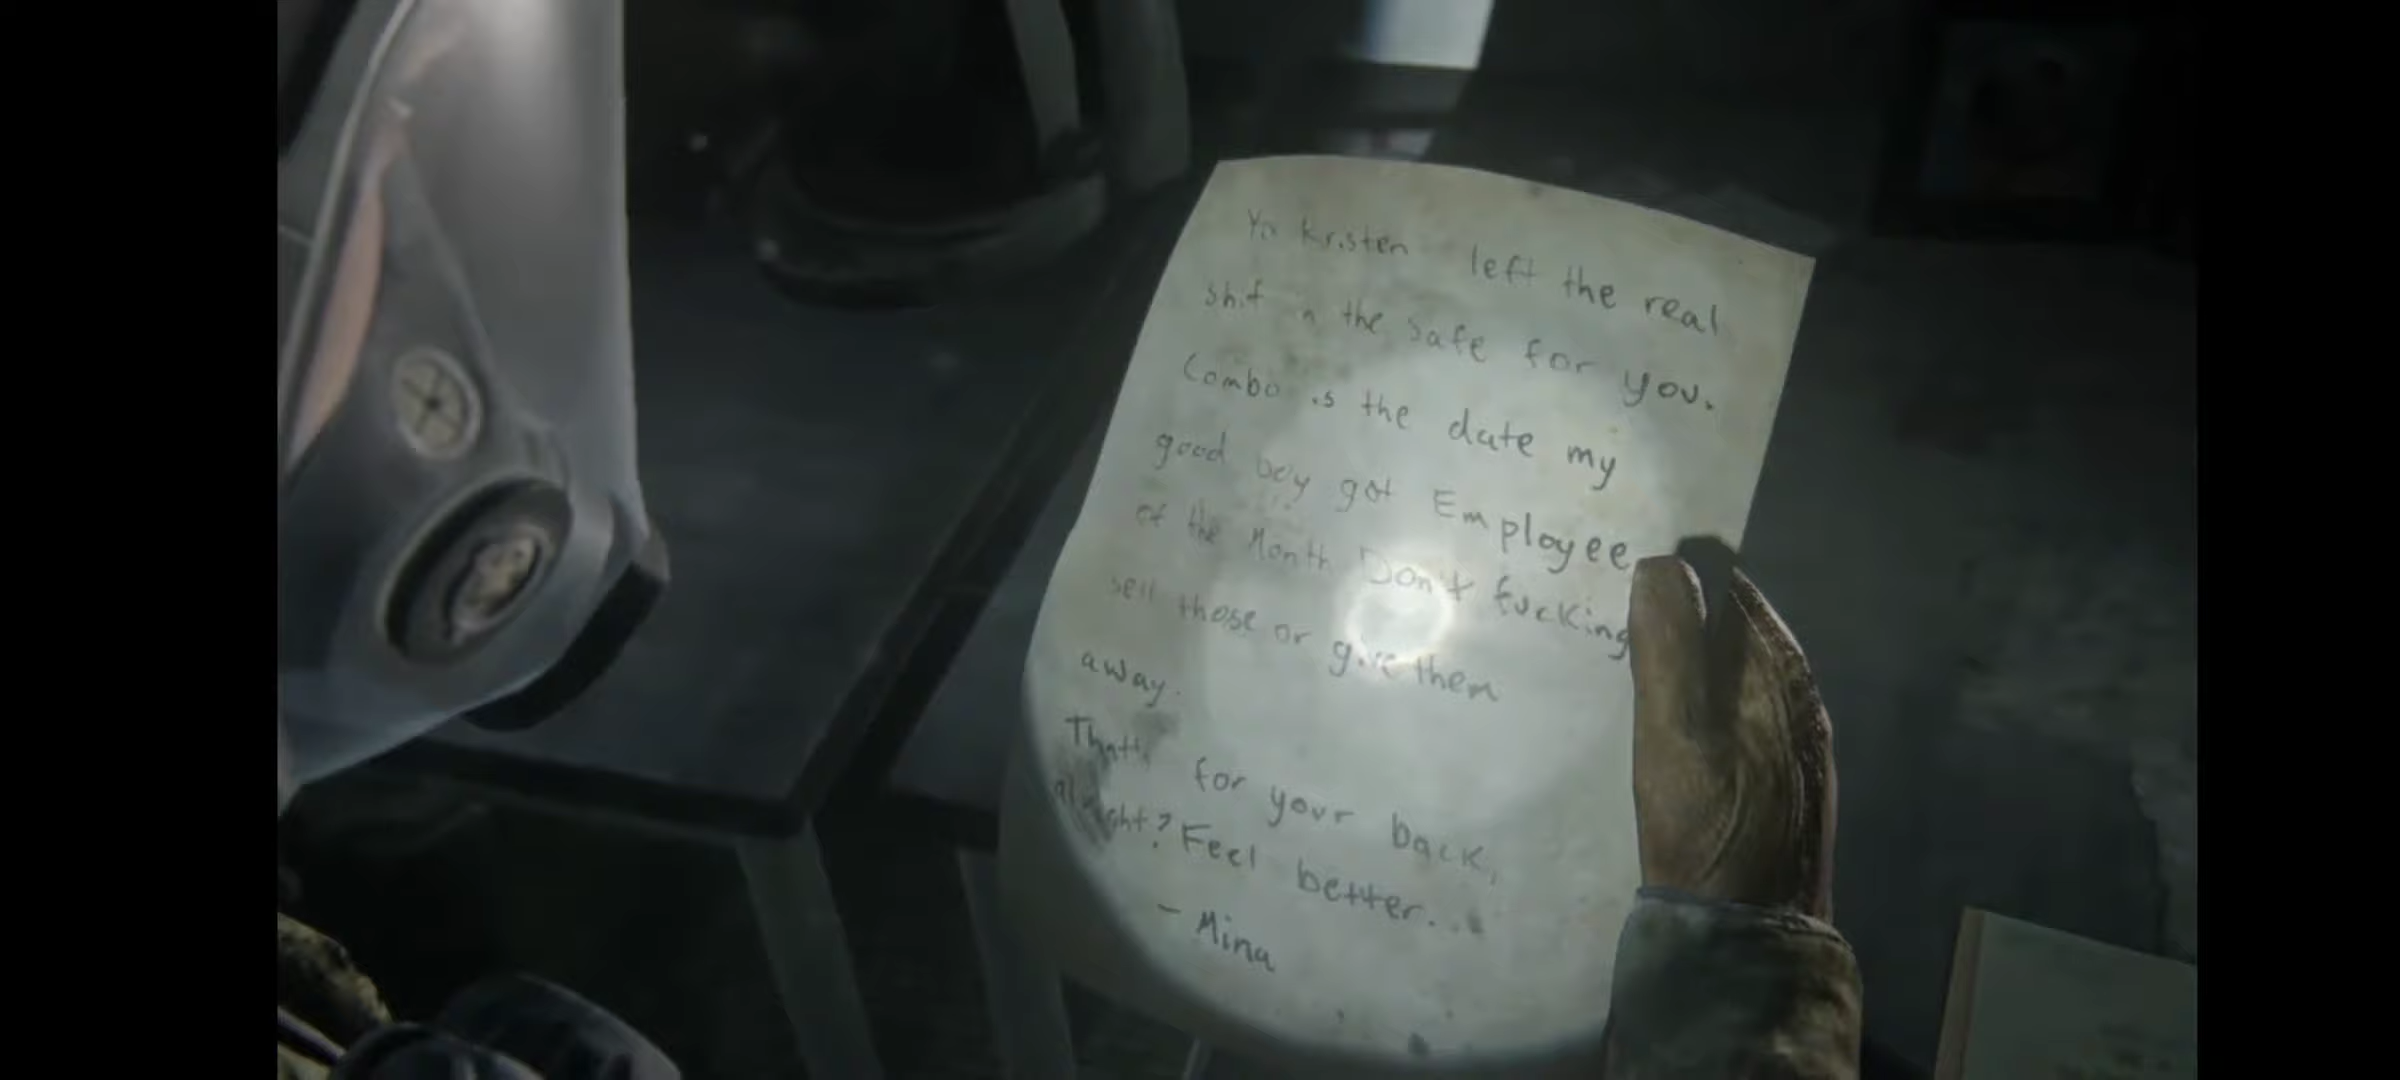 Yo Kristen left the real
shit in the safe for you.
Combo is the date my
good boy got Employee
of the Month Don't fucking
sell those or give them
away.
That's for your back,
alright? Feel better...
- Mina